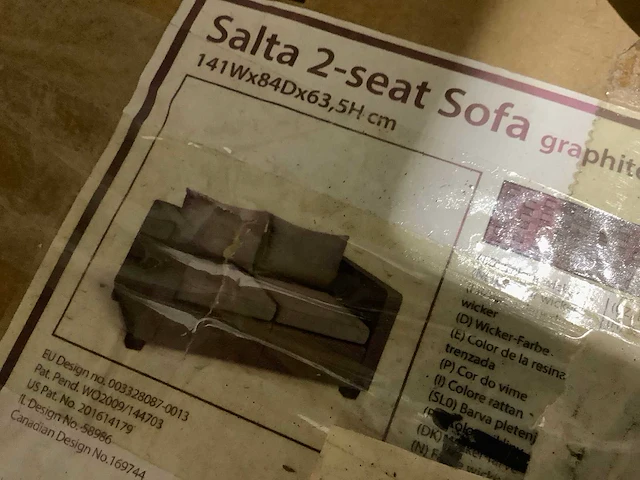 Salta 2-seat Sofa graphite
141Wx84Dx63,5H cm
wicker
(D) Wicker-Farbe
(E) Color de la resina
trenzada
(P) Cor do vime
(I) Colore rattan
(SLO) Barva pletenj
(DK)
(N)
EU Design no. 003328087-0013
Pat. Pend. WO2009/144703
US Pat. No. 201614179
IL Design No. 58986
Canadian Design No.169744